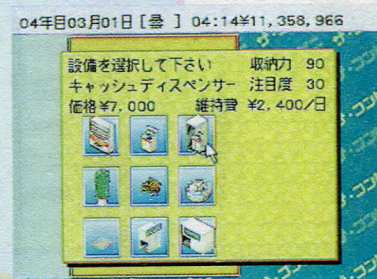 04年目03月01日[曇 ] 04:14¥11,358,966
設備を選択して下さい 収納力 90
キャッシュディスペンサー 注目度 30
価格¥7,000 維持費 ¥2,400/日